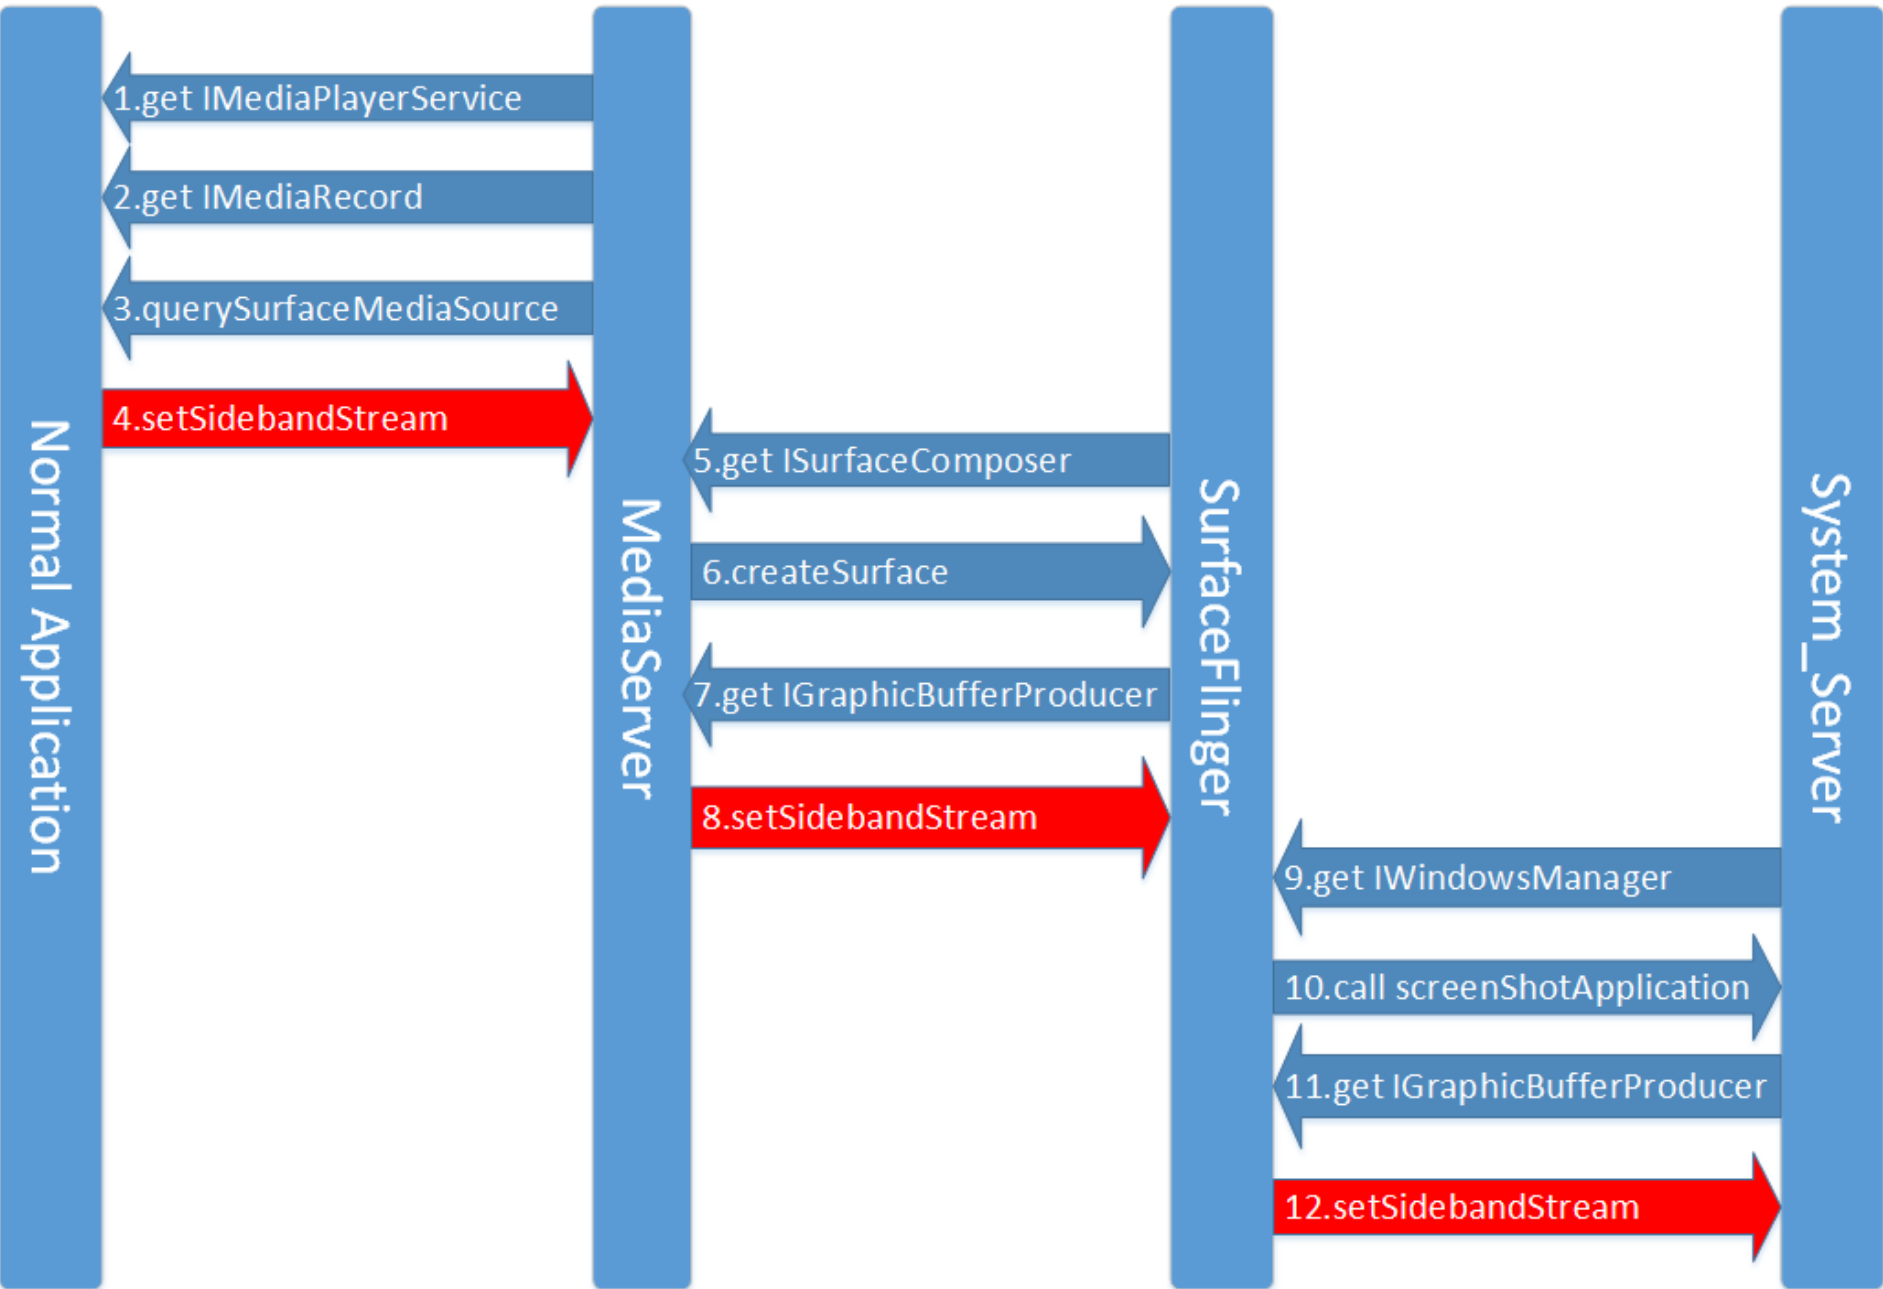 1.get IMediaPlayerService
2.get IMediaRecord
3.querySurfaceMediaSource
4.setSidebandStream
5.get ISurfaceComposer
6.createSurface
7.get IGraphicBufferProducer
8.setSidebandStream
9.get IWindowsManager
10.call screenShotApplication
11.get IGraphicBufferProducer
12.setSidebandStream
Normal Application
MediaServer
SurfaceFlinger
System_Server